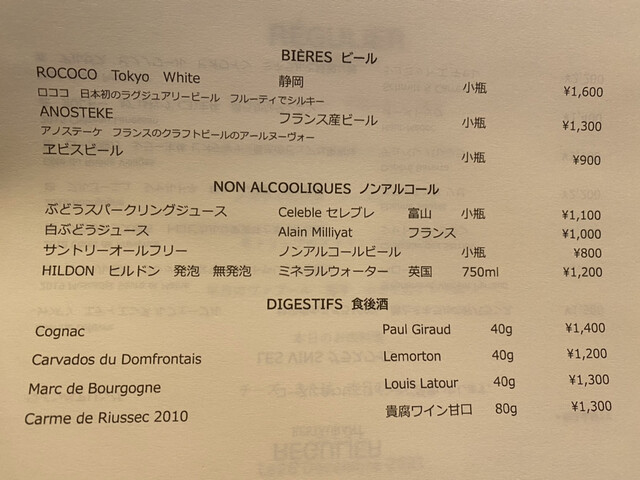 BIÈRES ビール
ROCOCO Tokyo White 静岡 小瓶 ¥1,600
ロココ 日本初のラグジュアリービール フルーティでシルキー
ANOSTEKE フランス産ビール 小瓶 ¥1,300
アノステーケ フランスのクラフトビールのアールヌーヴォー
ヱビスビール 小瓶 ¥900
NON ALCOOLIQUES ノンアルコール
ぶどうスパークリングジュース Celeble セレブレ 富山 小瓶 ¥1,100
白ぶどうジュース Alain Milliyat フランス ¥1,000
サントリーオールフリー ノンアルコールビール 小瓶 ¥800
HILDON ヒルドン 発泡 無発泡 ミネラルウォーター 英国 750ml ¥1,200
DIGESTIFS 食後酒
Cognac Paul Giraud 40g ¥1,400
Carvados du Domfrontais Lemorton 40g ¥1,200
Marc de Bourgogne Louis Latour 40g ¥1,300
Carme de Riussec 2010 貴腐ワイン甘口 80g ¥1,300
LES VINS
RÉGULIER